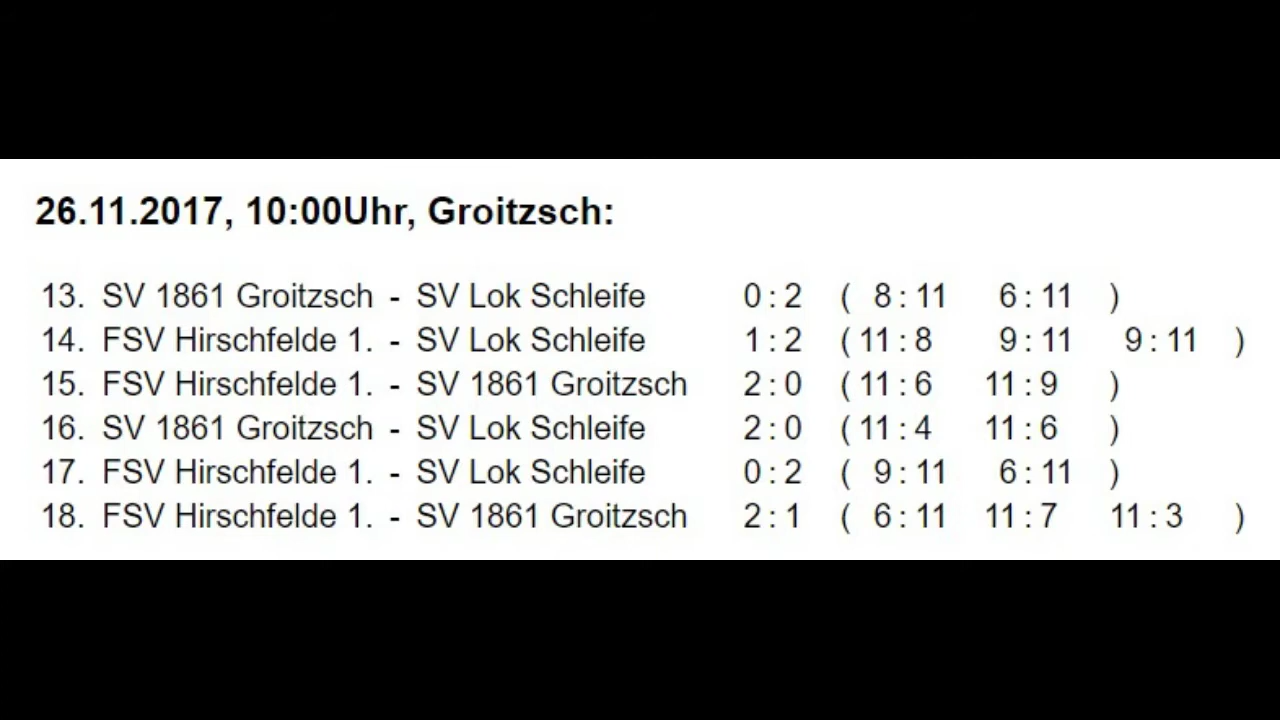 26.11.2017, 10:00Uhr, Groitzsch:
13. SV 1861 Groitzsch - SV Lok Schleife 0:2 ( 8:11 6:11 )
14. FSV Hirschfelde 1. - SV Lok Schleife 1:2 ( 11:8 9:11 9:11 )
15. FSV Hirschfelde 1. - SV 1861 Groitzsch 2:0 ( 11:6 11:9 )
16. SV 1861 Groitzsch - SV Lok Schleife 2:0 ( 11:4 11:6 )
17. FSV Hirschfelde 1. - SV Lok Schleife 0:2 ( 9:11 6:11 )
18. FSV Hirschfelde 1. - SV 1861 Groitzsch 2:1 ( 6:11 11:7 11:3 )